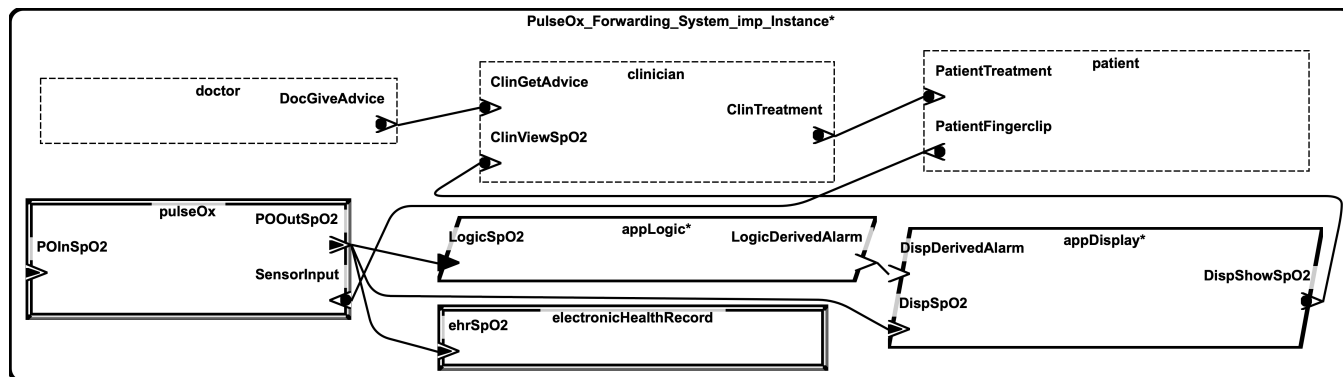 PulseOx_Forwarding_System_imp_Instance*
doctor
DocGiveAdvice
clinician
ClinGetAdvice
ClinTreatment
ClinViewSpO2
patient
PatientTreatment
PatientFingerclip
pulseOx
POOutSpO2
POInSpO2
SensorInput
appLogic*
LogicSpO2
LogicDerivedAlarm
appDisplay*
DispDerivedAlarm
DispShowSpO2
DispSpO2
electronicHealthRecord
ehrSpO2